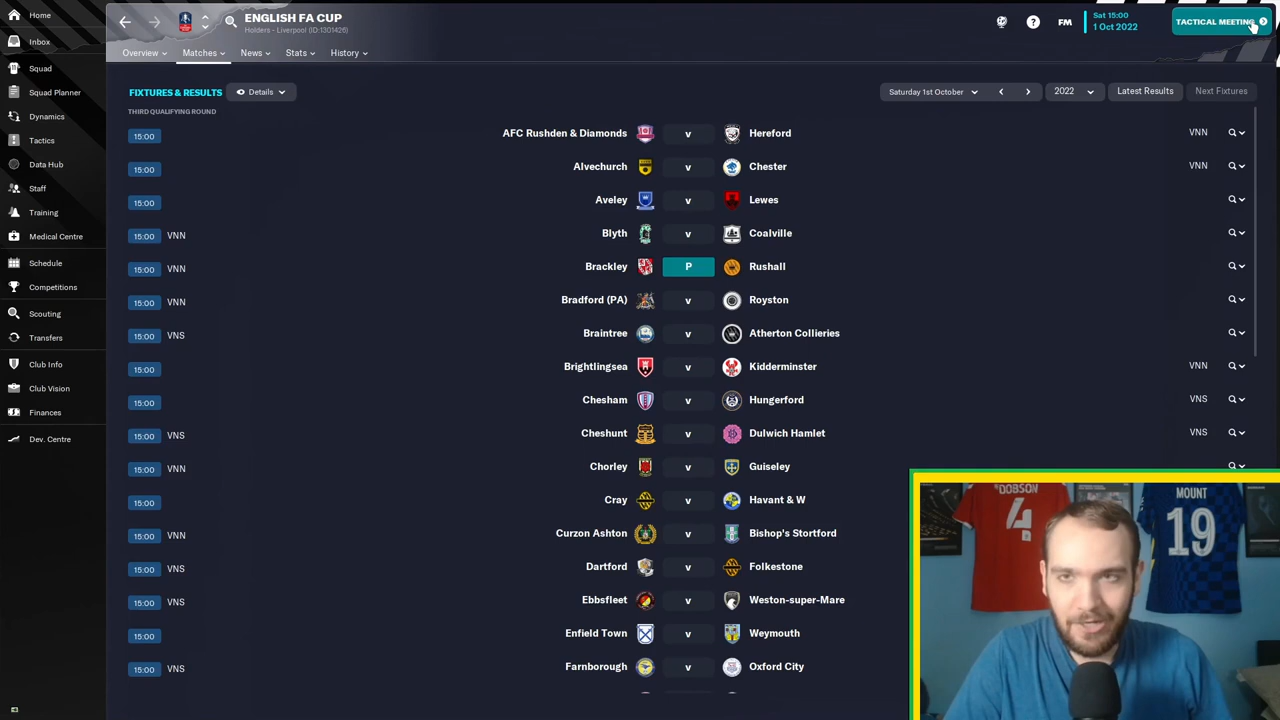 Home
Inbox
Squad
Squad Planner
Dynamics
Tactics
Data Hub
Staff
Training
Medical Centre
Schedule
Competitions
Scouting
Transfers
Club Info
Club Vision
Finances
Dev. Centre
ENGLISH FA CUP
Holders - Liverpool (ID:1301426)
? FM Sat 15:00
1 Oct 2022
TACTICAL MEETING
Overview Matches News Stats History
FIXTURES & RESULTS Details Saturday 1st October 2022 Latest Results Next Fixtures
THIRD QUALIFYING ROUND
15:00 AFC Rushden & Diamonds v Hereford VNN
15:00 Alvechurch v Chester VNN
15:00 Aveley v Lewes
15:00 VNN Blyth v Coalville
15:00 VNN Brackley P Rushall
15:00 VNN Bradford (PA) v Royston
15:00 VNS Braintree v Atherton Collieries
15:00 Brightlingsea v Kidderminster VNN
15:00 Chesham v Hungerford VNS
15:00 VNS Cheshunt v Dulwich Hamlet VNS
15:00 VNN Chorley v Guiseley
15:00 Cray v Havant & W
15:00 VNN Curzon Ashton v Bishop's Stortford
15:00 VNS Dartford v Folkestone
15:00 VNS Ebbsfleet v Weston-super-Mare
15:00 Enfield Town v Weymouth
15:00 VNS Farnborough v Oxford City
DOBSON
4
MOUNT
19